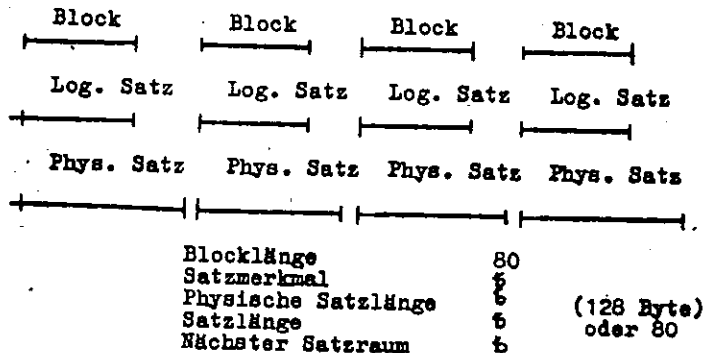 Block Block Block Block
Log. Satz Log. Satz Log. Satz Log. Satz
Phys. Satz Phys. Satz Phys. Satz Phys. Satz
Blocklänge 80
Satzmerkmal ƀ
Physische Satzlänge ƀ (128 Byte)
Satzlänge ƀ oder 80
Nächster Satzraum ƀ